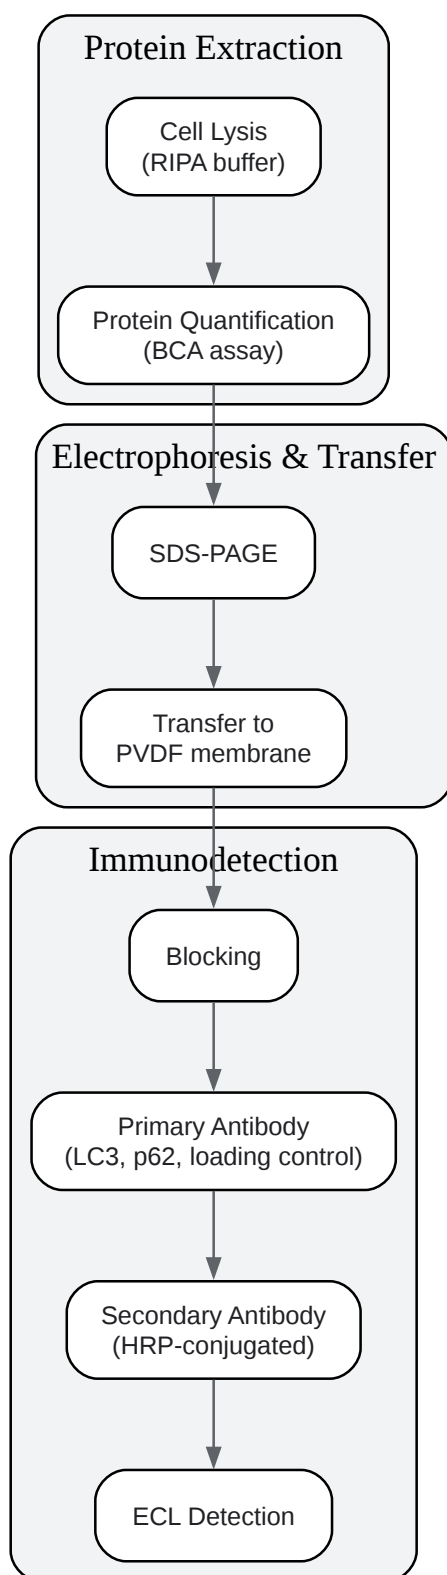 Protein Extraction
Cell Lysis
(RIPA buffer)
Protein Quantification
(BCA assay)
Electrophoresis & Transfer
SDS-PAGE
Transfer to
PVDF membrane
Immunodetection
Blocking
Primary Antibody
(LC3, p62, loading control)
Secondary Antibody
(HRP-conjugated)
ECL Detection